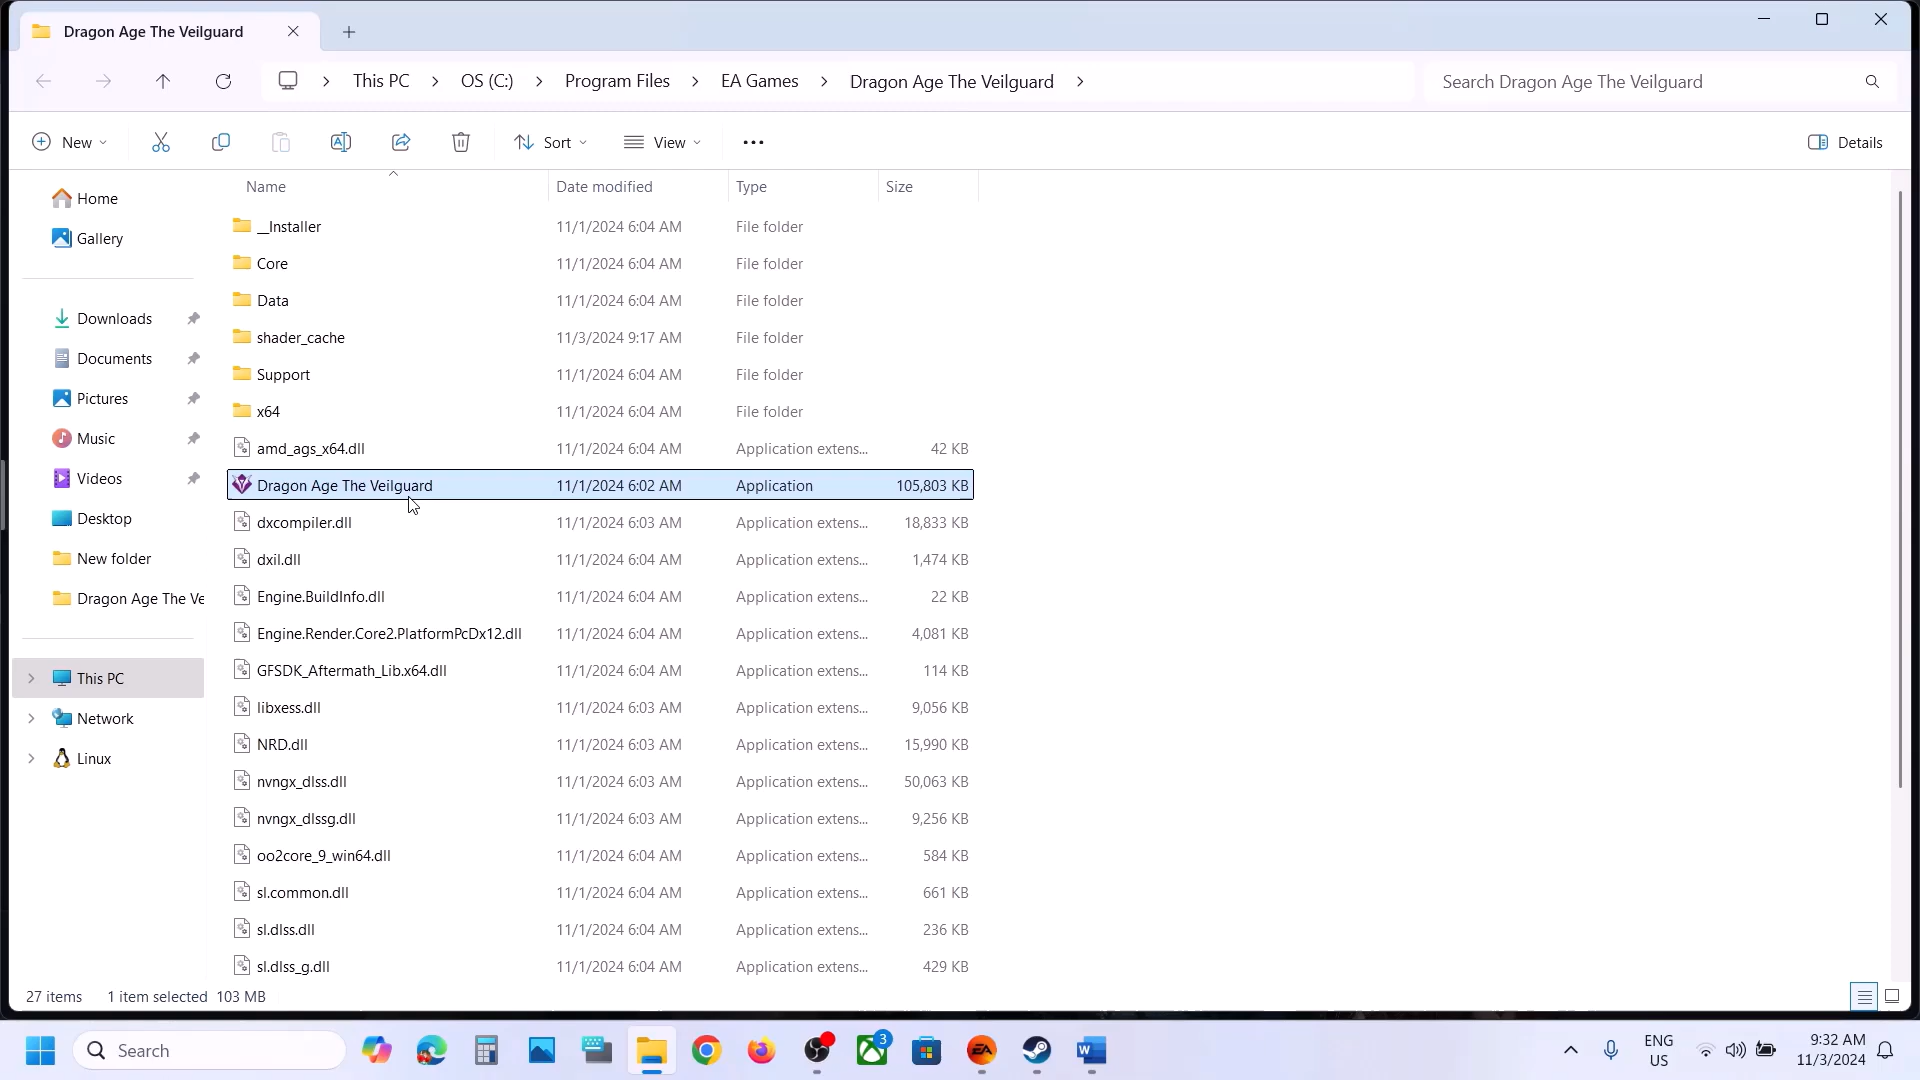 Dragon Age The Veilguard
This PC OS (C:) Program Files EA Games Dragon Age The Veilguard
Search Dragon Age The Veilguard
New Sort View Details
Home
Gallery
Downloads
Documents
Pictures
Music
Videos
Desktop
New folder
Dragon Age The Ve
This PC
Network
Linux
Name Date modified Type Size
__Installer 11/1/2024 6:04 AM File folder
Core 11/1/2024 6:04 AM File folder
Data 11/1/2024 6:04 AM File folder
shader_cache 11/3/2024 9:17 AM File folder
Support 11/1/2024 6:04 AM File folder
x64 11/1/2024 6:04 AM File folder
amd_ags_x64.dll 11/1/2024 6:04 AM Application extens... 42 KB
Dragon Age The Veilguard 11/1/2024 6:02 AM Application 105,803 KB
dxcompiler.dll 11/1/2024 6:03 AM Application extens... 18,833 KB
dxil.dll 11/1/2024 6:04 AM Application extens... 1,474 KB
Engine.BuildInfo.dll 11/1/2024 6:04 AM Application extens... 22 KB
Engine.Render.Core2.PlatformPcDx12.dll 11/1/2024 6:04 AM Application extens... 4,081 KB
GFSDK_Aftermath_Lib.x64.dll 11/1/2024 6:04 AM Application extens... 114 KB
libxess.dll 11/1/2024 6:03 AM Application extens... 9,056 KB
NRD.dll 11/1/2024 6:03 AM Application extens... 15,990 KB
nvngx_dlss.dll 11/1/2024 6:03 AM Application extens... 50,063 KB
nvngx_dlssg.dll 11/1/2024 6:03 AM Application extens... 9,256 KB
oo2core_9_win64.dll 11/1/2024 6:04 AM Application extens... 584 KB
sl.common.dll 11/1/2024 6:04 AM Application extens... 661 KB
sl.dlss.dll 11/1/2024 6:04 AM Application extens... 236 KB
sl.dlss_g.dll 11/1/2024 6:04 AM Application extens... 429 KB
27 items 1 item selected 103 MB
Search
EA
3
W
ENG
US
9:32 AM
11/3/2024